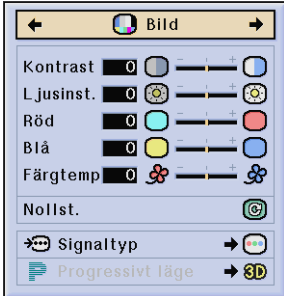 Bild
Kontrast 0
Ljusinst. 0
Röd 0
Blå 0
Färgtemp 0
Nollst.
Signaltyp
Progressivt läge 3D